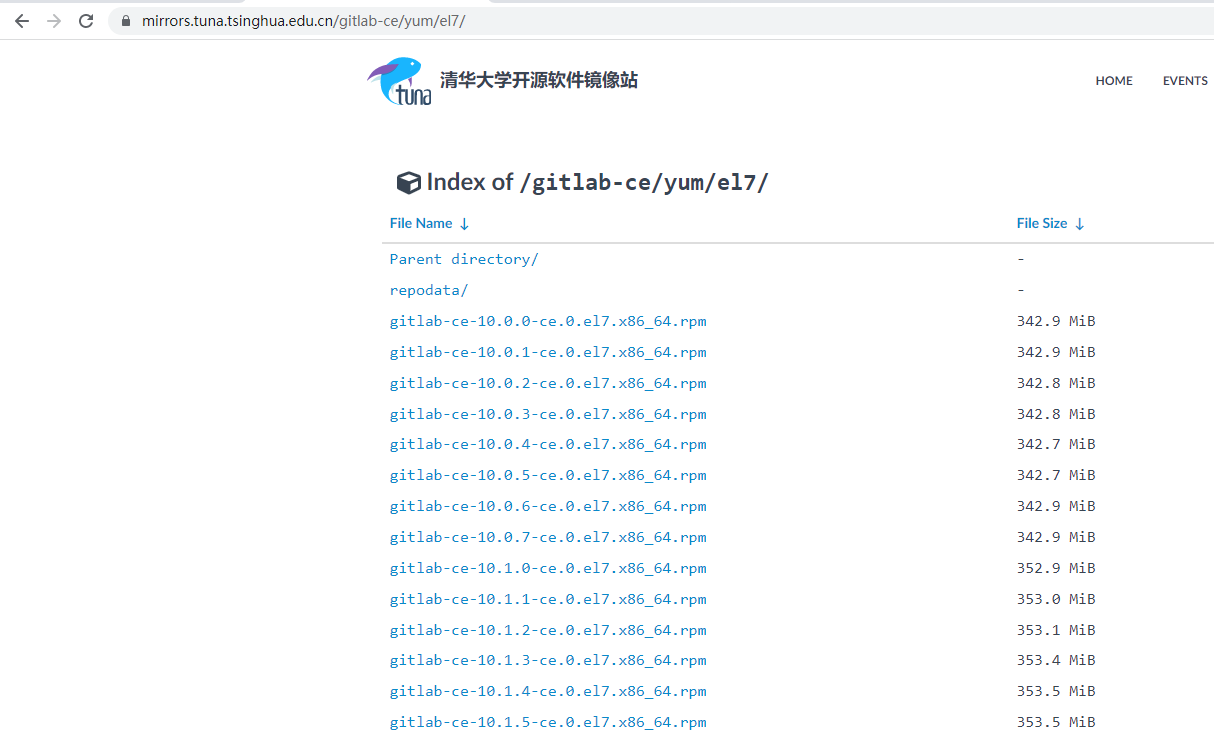 mirrors.tuna.tsinghua.edu.cn/gitlab-ce/yum/el7/
tuna 清华大学开源软件镜像站 HOME EVENTS
Index of /gitlab-ce/yum/el7/
File Name ↓ File Size ↓
Parent directory/ -
repodata/ -
gitlab-ce-10.0.0-ce.0.el7.x86_64.rpm 342.9 MiB
gitlab-ce-10.0.1-ce.0.el7.x86_64.rpm 342.9 MiB
gitlab-ce-10.0.2-ce.0.el7.x86_64.rpm 342.8 MiB
gitlab-ce-10.0.3-ce.0.el7.x86_64.rpm 342.8 MiB
gitlab-ce-10.0.4-ce.0.el7.x86_64.rpm 342.7 MiB
gitlab-ce-10.0.5-ce.0.el7.x86_64.rpm 342.7 MiB
gitlab-ce-10.0.6-ce.0.el7.x86_64.rpm 342.9 MiB
gitlab-ce-10.0.7-ce.0.el7.x86_64.rpm 342.9 MiB
gitlab-ce-10.1.0-ce.0.el7.x86_64.rpm 352.9 MiB
gitlab-ce-10.1.1-ce.0.el7.x86_64.rpm 353.0 MiB
gitlab-ce-10.1.2-ce.0.el7.x86_64.rpm 353.1 MiB
gitlab-ce-10.1.3-ce.0.el7.x86_64.rpm 353.4 MiB
gitlab-ce-10.1.4-ce.0.el7.x86_64.rpm 353.5 MiB
gitlab-ce-10.1.5-ce.0.el7.x86_64.rpm 353.5 MiB